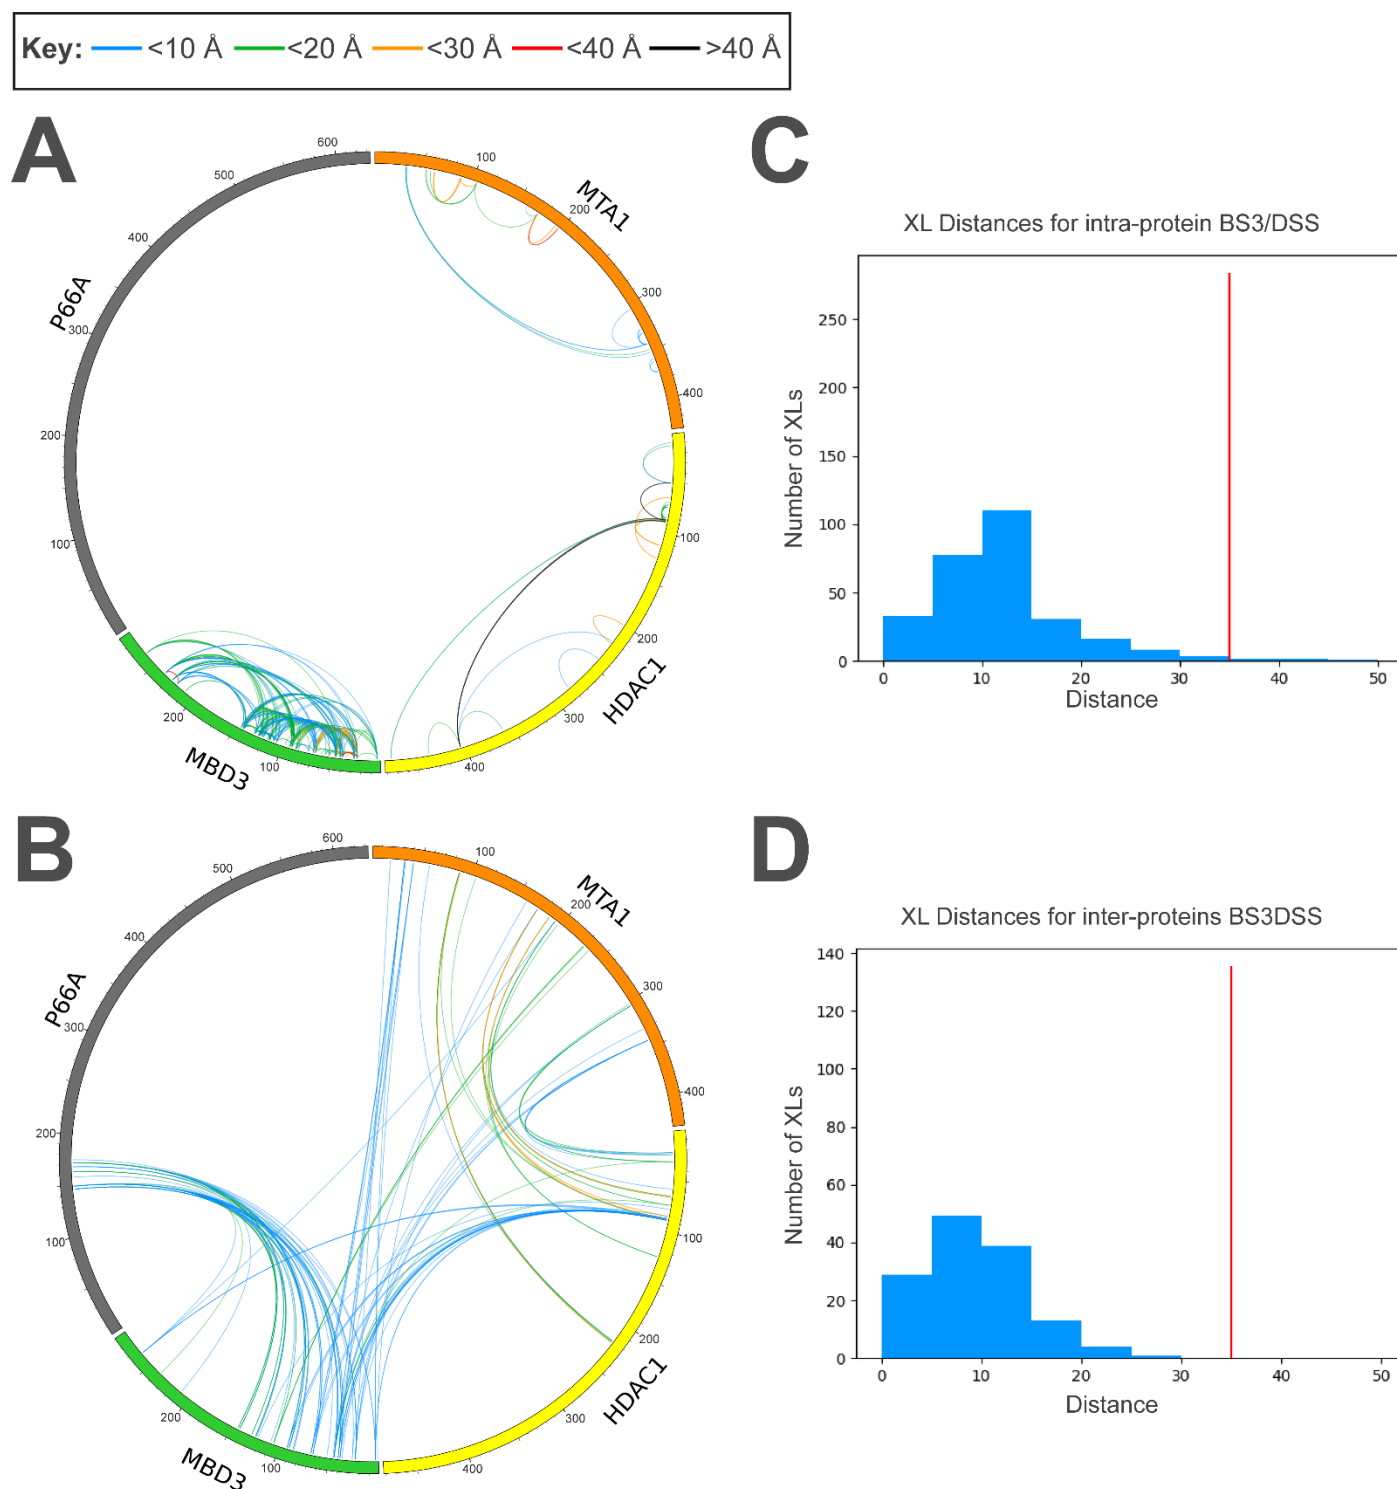 Key: <10 Å <20 Å <30 Å <40 Å >40 Å
A
600
500
400
P66A
300
200
100
100
MTA1
200
300
400
100
200
HDAC1
300
400
200
MBD3
100
C
XL Distances for intra-protein BS3/DSS
Number of XLs
250
200
150
100
50
0
0 10 20 30 40 50
Distance
B
600
500
400
P66A
300
200
100
100
MTA1
200
300
400
100
200
HDAC1
300
400
200
MBD3
100
D
XL Distances for inter-proteins BS3DSS
Number of XLs
140
120
100
80
60
40
20
0
0 10 20 30 40 50
Distance